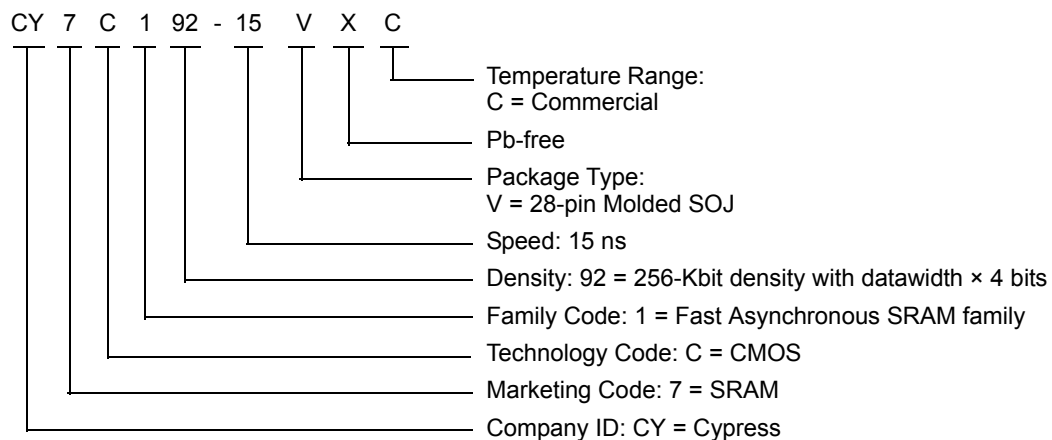 CY 7 C 1 92 - 15 V X C
Temperature Range:
C = Commercial
Pb-free
Package Type:
V = 28-pin Molded SOJ
Speed: 15 ns
Density: 92 = 256-Kbit density with datawidth × 4 bits
Family Code: 1 = Fast Asynchronous SRAM family
Technology Code: C = CMOS
Marketing Code: 7 = SRAM
Company ID: CY = Cypress